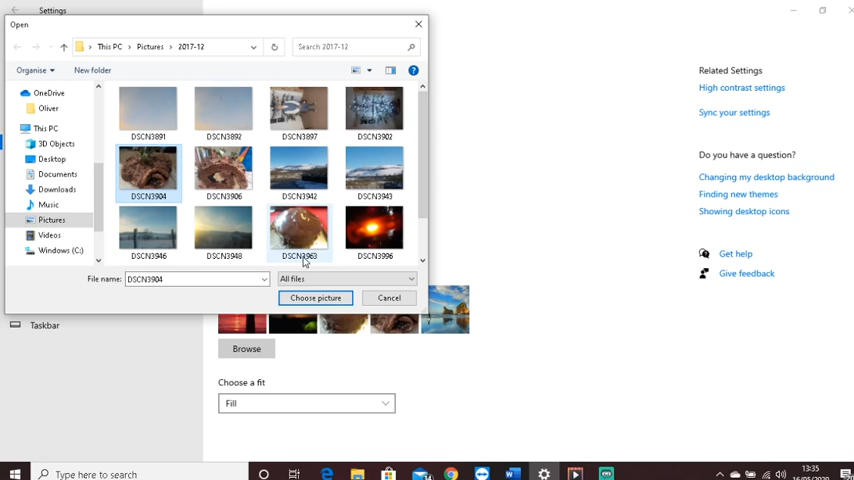 Settings
Open
This PC
Pictures
2017-12
Search 2017-12
Organise
New folder
OneDrive
Oliver
This PC
3D Objects
Desktop
Documents
Downloads
Music
Pictures
Videos
Windows (C:)
DSCN3891
DSCN3892
DSCN3897
DSCN3902
DSCN3904
DSCN3906
DSCN3942
DSCN3943
DSCN3946
DSCN3948
DSCN3963
DSCN3996
File name:
DSCN3904
All files
Choose picture
Cancel
Taskbar
Browse
Choose a fit
Fill
Related Settings
High contrast settings
Sync your settings
Do you have a question?
Changing my desktop background
Finding new themes
Showing desktop icons
Get help
Give feedback
Type here to search
14
13:35
16/05/2020